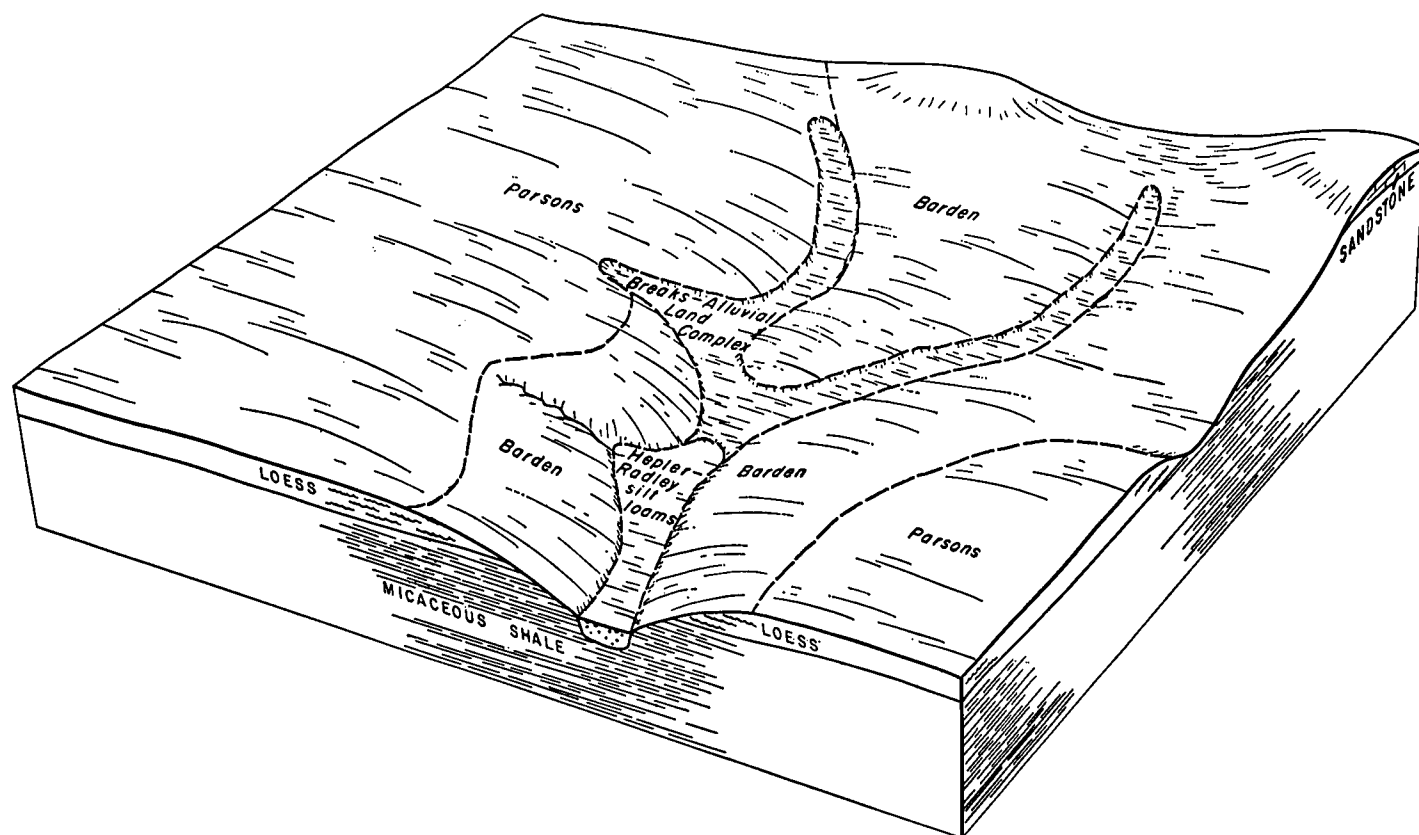 Parsons
Barden
SANDSTONE
Breaks-Alluvial
Land
Complex
Barden
Hepler-
Radley
silt
loams
Barden
Parsons
LOESS
MICACEOUS SHALE
LOESS